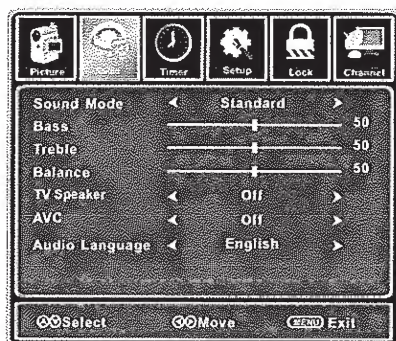 Picture Timer Setup Lock Channel
Sound Mode Standard
Bass 50
Treble 50
Balance 50
TV Speaker Off
AVC Off
Audio Language English
Select Move MENU Exit